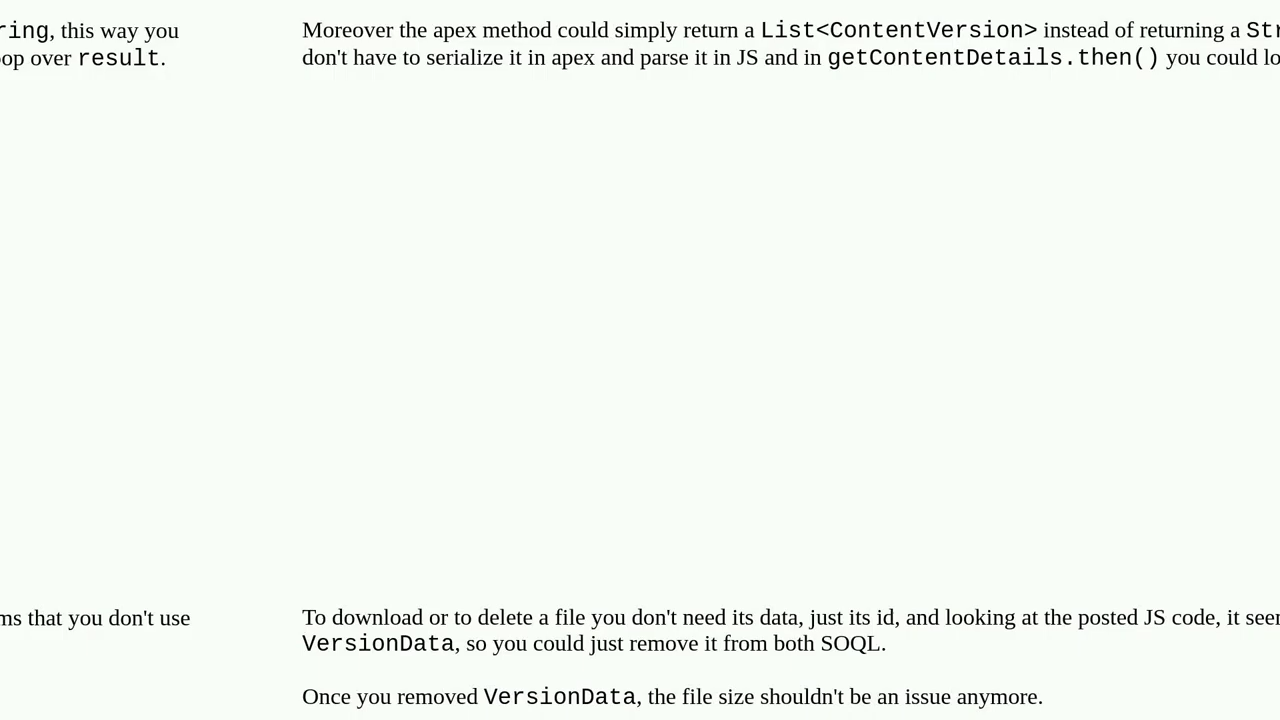 ring, this way you
oop over result.
Moreover the apex method could simply return a List<ContentVersion> instead of returning a Str
don't have to serialize it in apex and parse it in JS and in getContentDetails.then() you could lo
ms that you don't use
To download or to delete a file you don't need its data, just its id, and looking at the posted JS code, it seem
VersionData, so you could just remove it from both SOQL.
Once you removed VersionData, the file size shouldn't be an issue anymore.